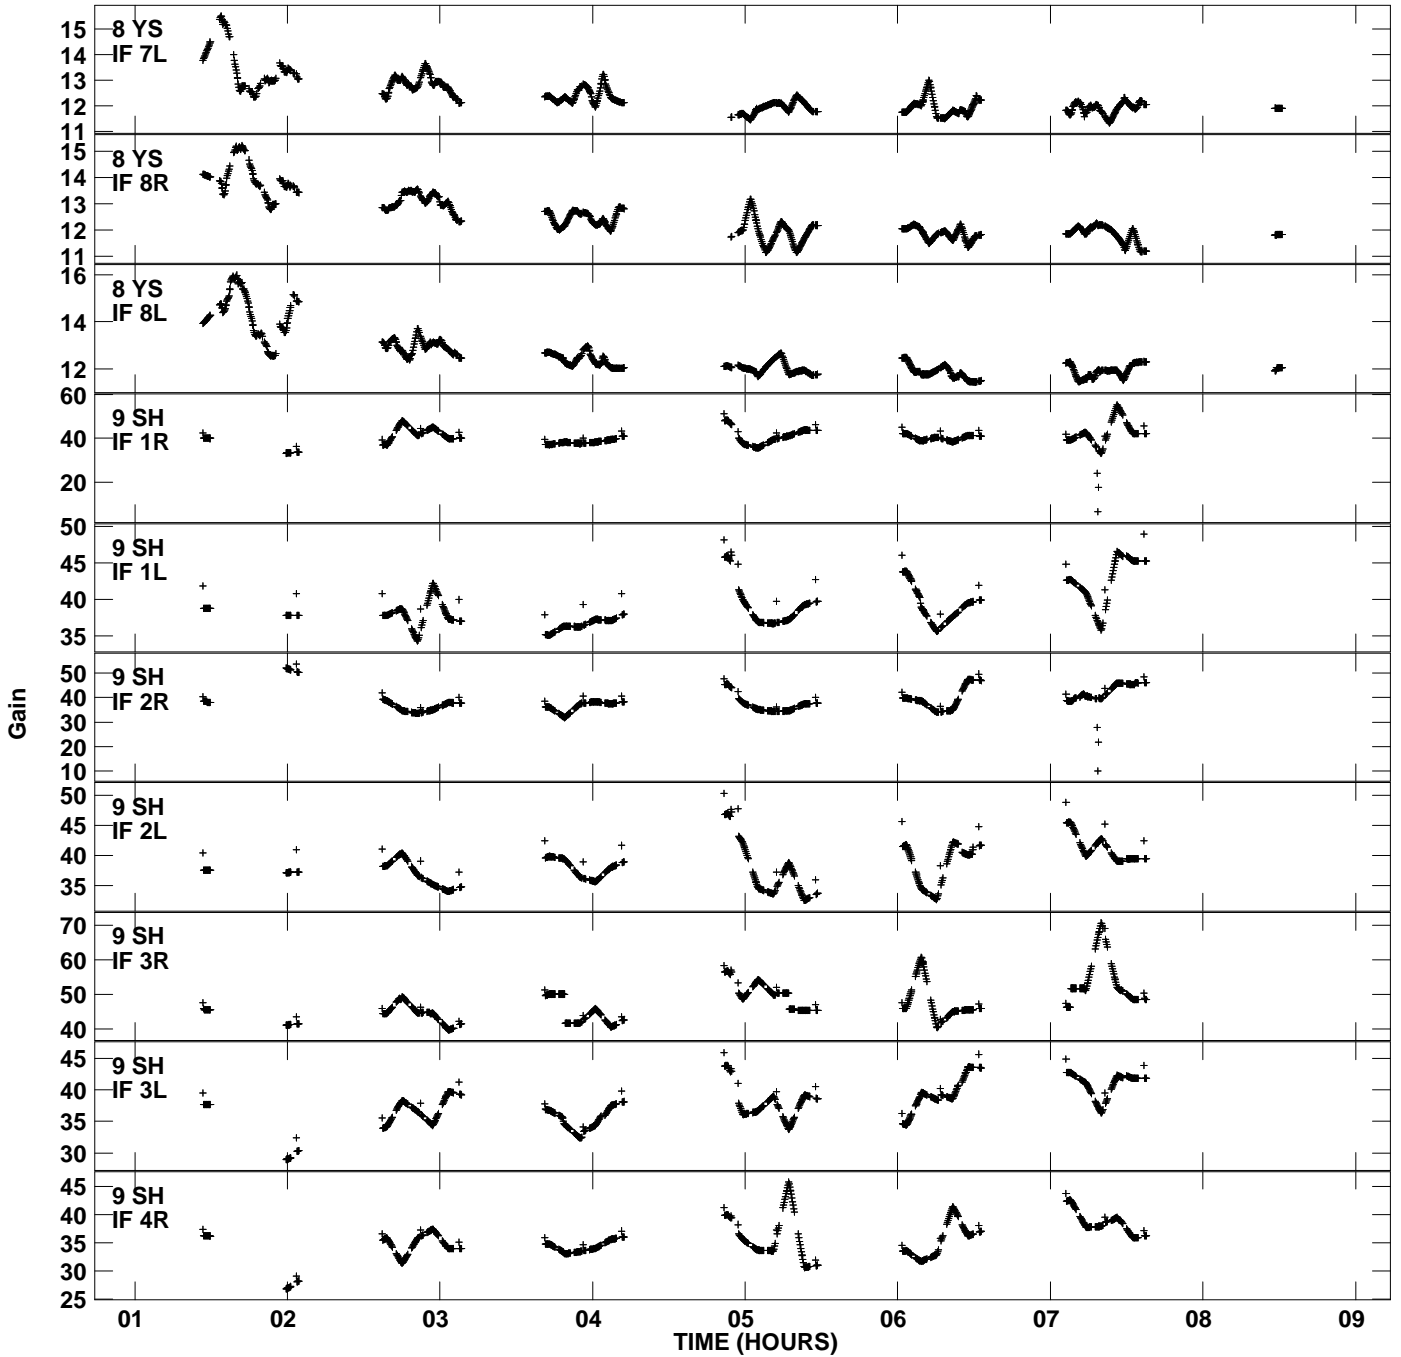 8 YS
IF 7L
15
14
13
12
11
8 YS
IF 8R
15
14
13
12
11
8 YS
IF 8L
16
14
12
9 SH
IF 1R
60
40
20
9 SH
IF 1L
50
45
40
35
9 SH
IF 2R
50
40
30
20
10
9 SH
IF 2L
50
45
40
35
9 SH
IF 3R
70
60
50
40
9 SH
IF 3L
45
40
35
30
9 SH
IF 4R
45
40
35
30
25
Gain
01 02 03 04 05 06 07 08 09
TIME (HOURS)